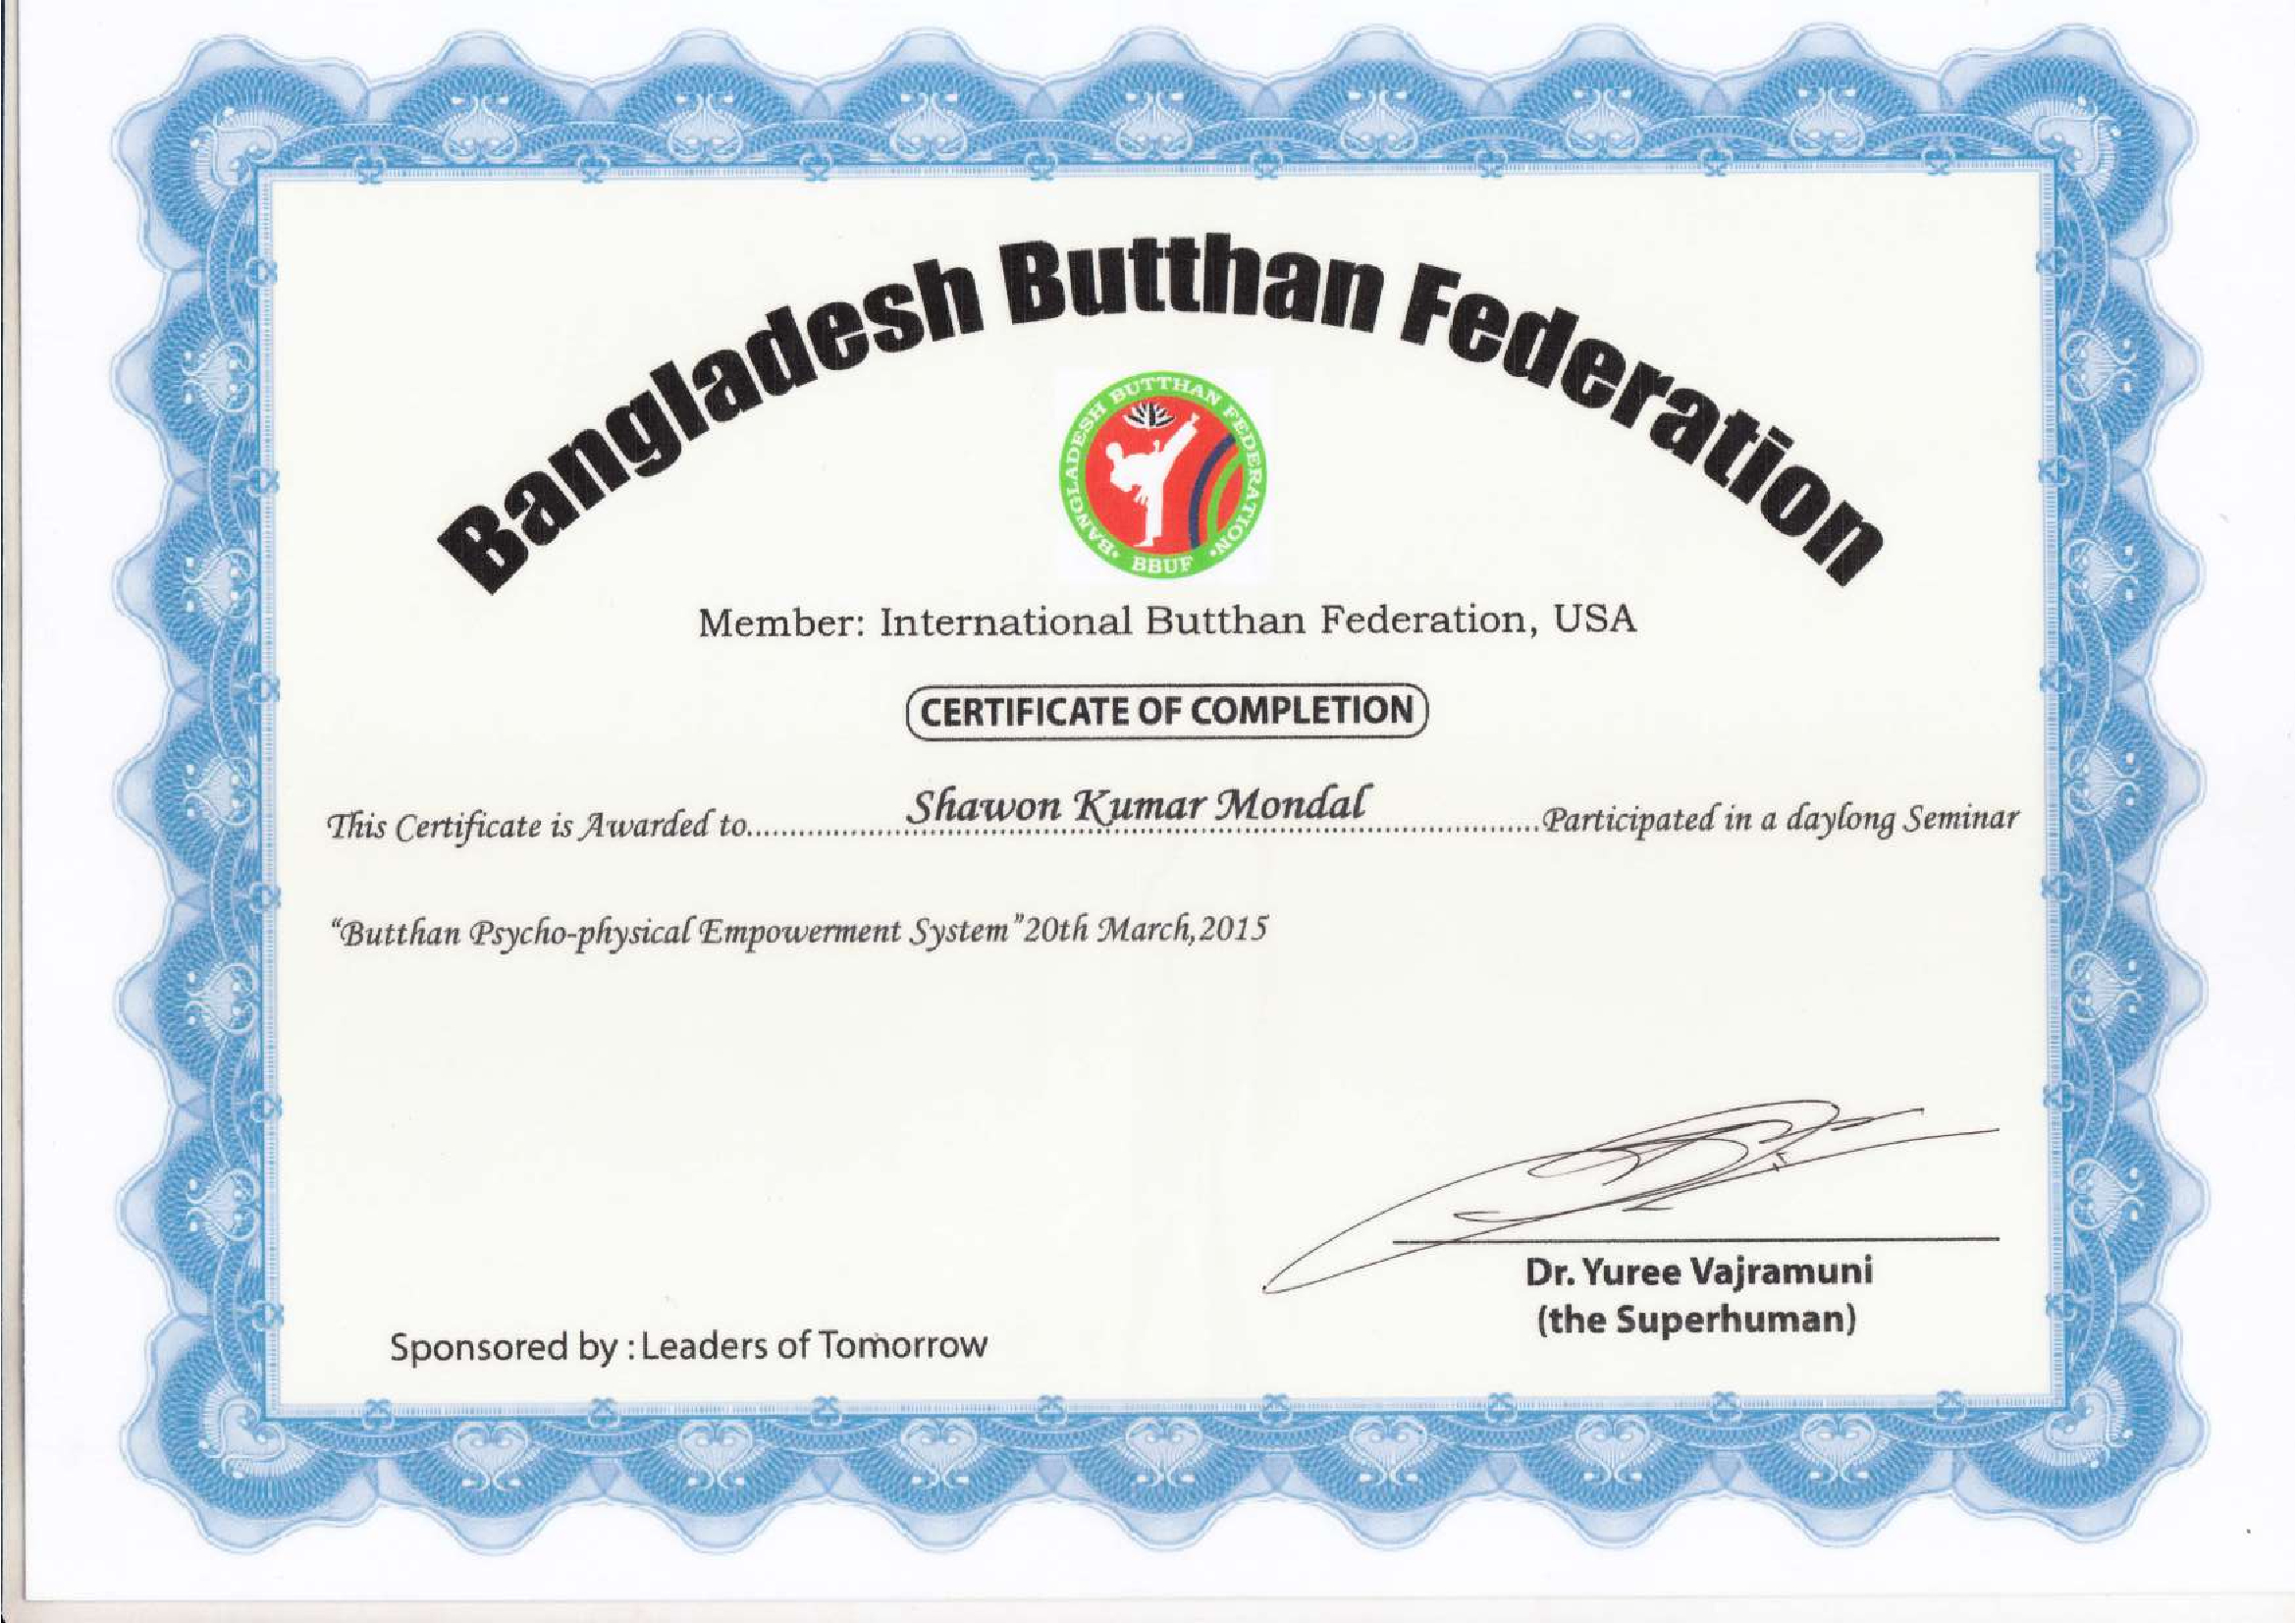 Bangladesh Butthan Federation
BANGLADESH BUTTHAN FEDERATION
BBUF
Member: International Butthan Federation, USA
CERTIFICATE OF COMPLETION
This Certificate is Awarded to.................Shawon Kumar Mondal.................Participated in a daylong Seminar
“Butthan Psycho-physical Empowerment System”20th March,2015
Dr. Yuree Vajramuni
(the Superhuman)
Sponsored by : Leaders of Tomorrow